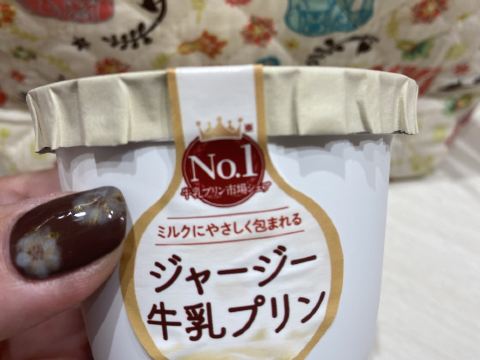 ※
No.1
牛乳プリン市場シェア
ミルクにやさしく包まれる
ジャージー
牛乳プリン